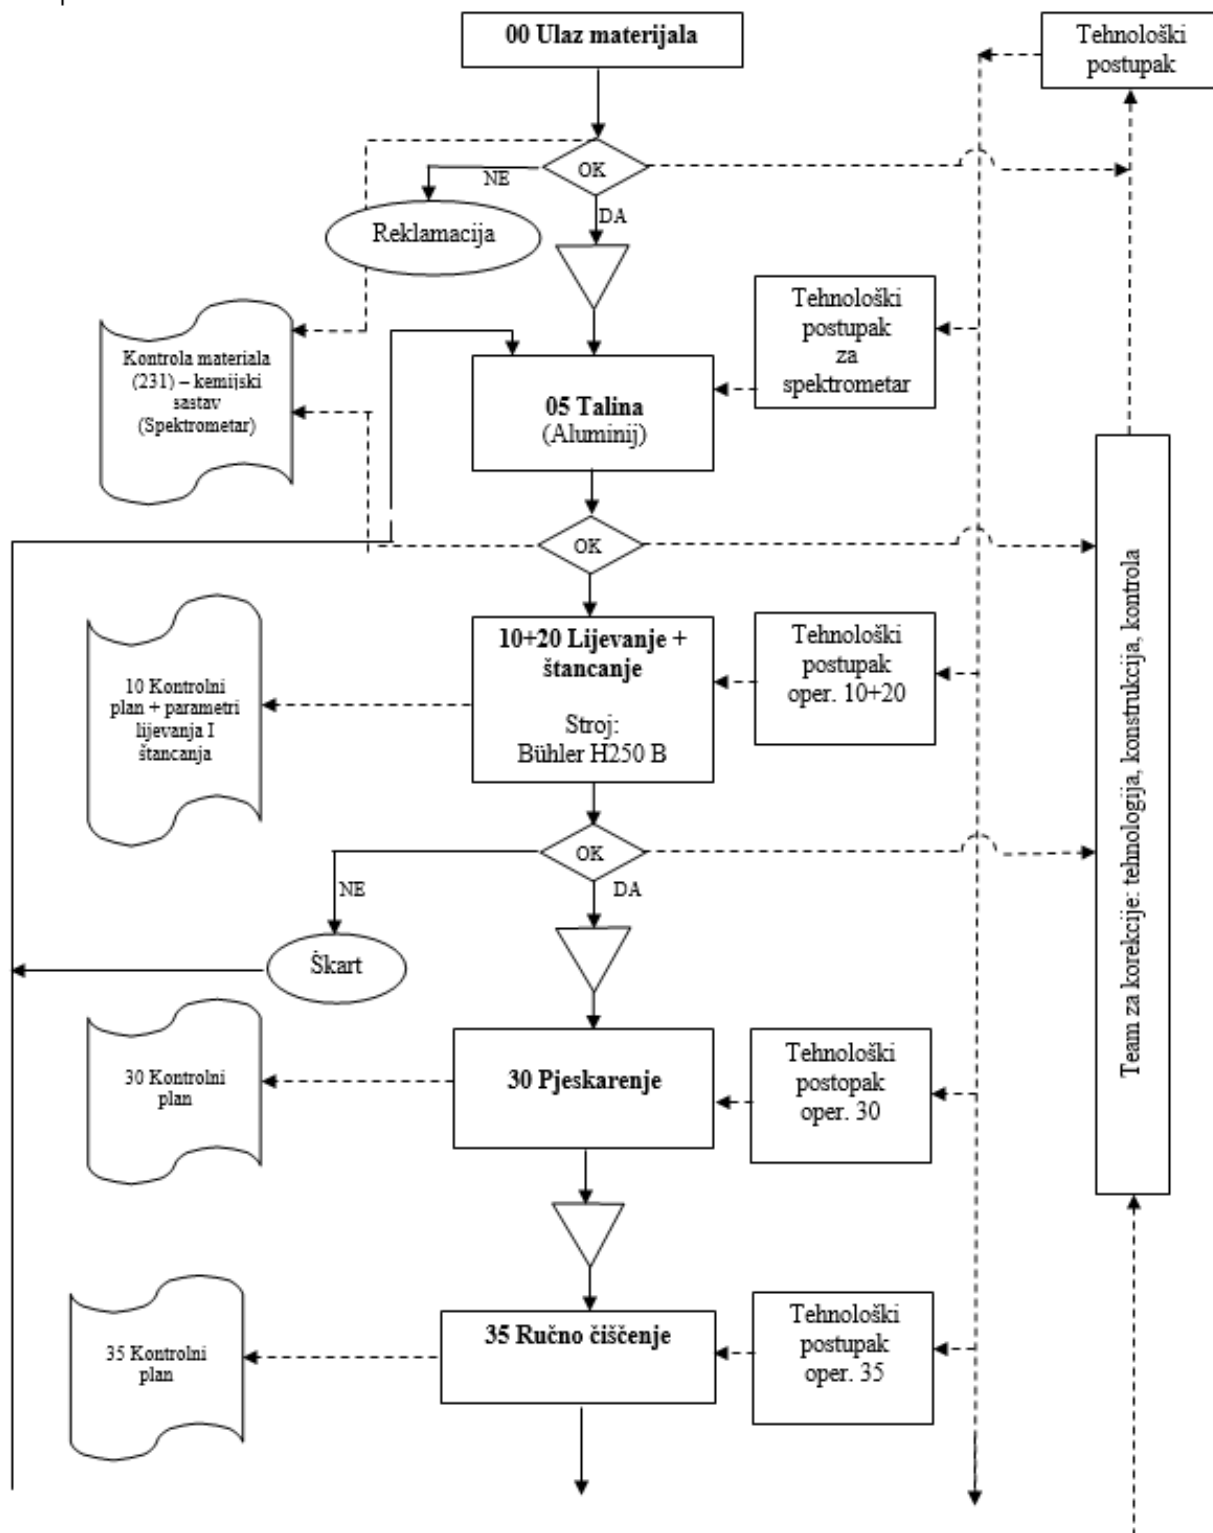 00 Ulaz materijala
Tehnološki
postupak
OK
NE
DA
Reklamacija
Tehnološki
postupak
za
spektrometar
Kontrola materiala
(231) – kemijski
sastav
(Spektrometar)
05 Talina
(Aluminij)
OK
10+20 Lijevanje +
štancanje
Stroj:
Bühler H250 B
Tehnološki
postupak
oper. 10+20
10 Kontrolni
plan + parametri
lijevanja I
štancanja
Team za korekcije: tehnologija, konstrukcija, kontrola
OK
NE
DA
Škart
30 Pjeskarenje
Tehnološki
postopak
oper. 30
30 Kontrolni
plan
35 Ručno čiščenje
Tehnološki
postupak
oper. 35
35 Kontrolni
plan